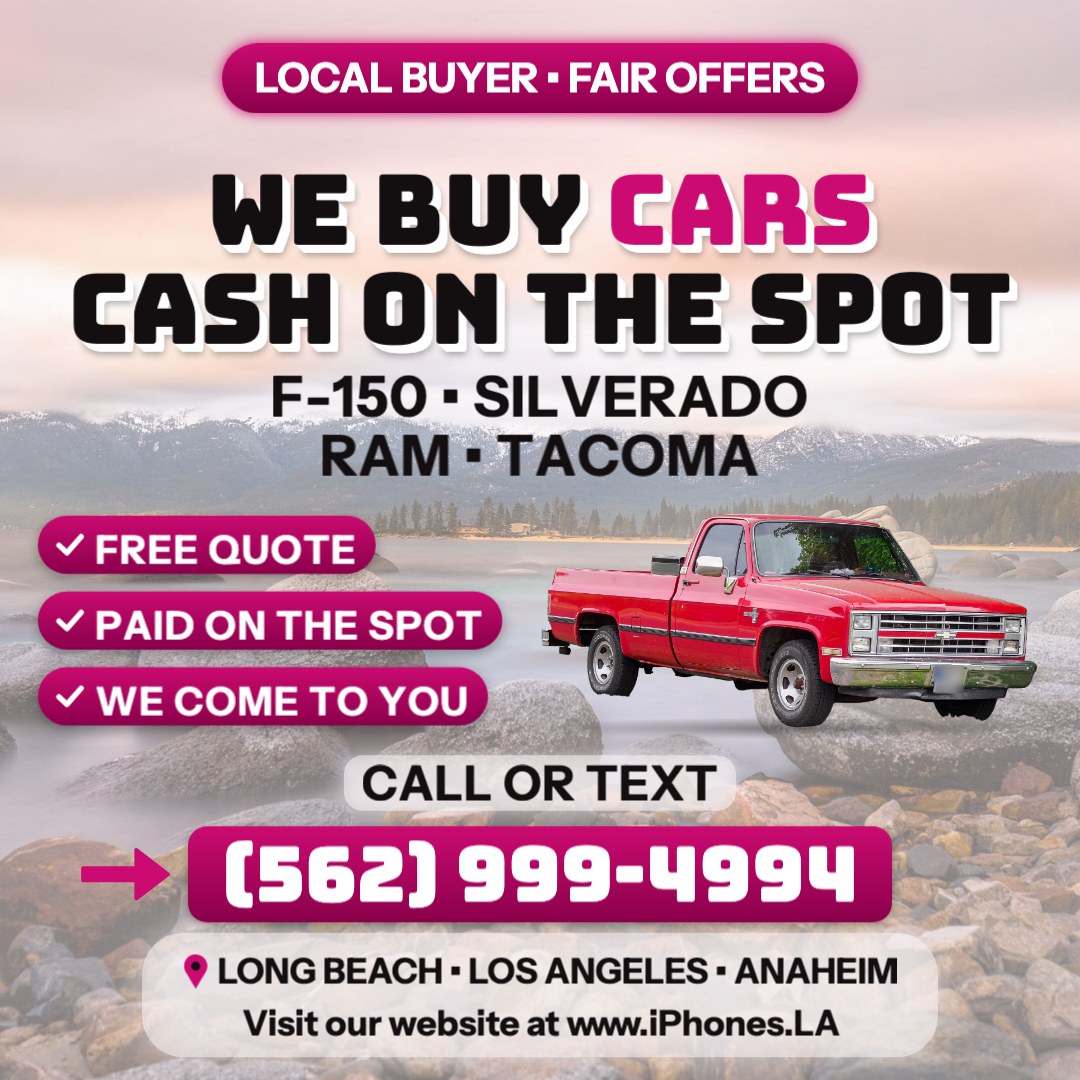 LOCAL BUYER ▪ FAIR OFFERS
WE BUY CARS
CASH ON THE SPOT
F-150 ▪ SILVERADO
RAM ▪ TACOMA
✓ FREE QUOTE
✓ PAID ON THE SPOT
✓ WE COME TO YOU
CALL OR TEXT
(562) 999-4994
LONG BEACH ▪ LOS ANGELES ▪ ANAHEIM
Visit our website at www.iPhones.LA